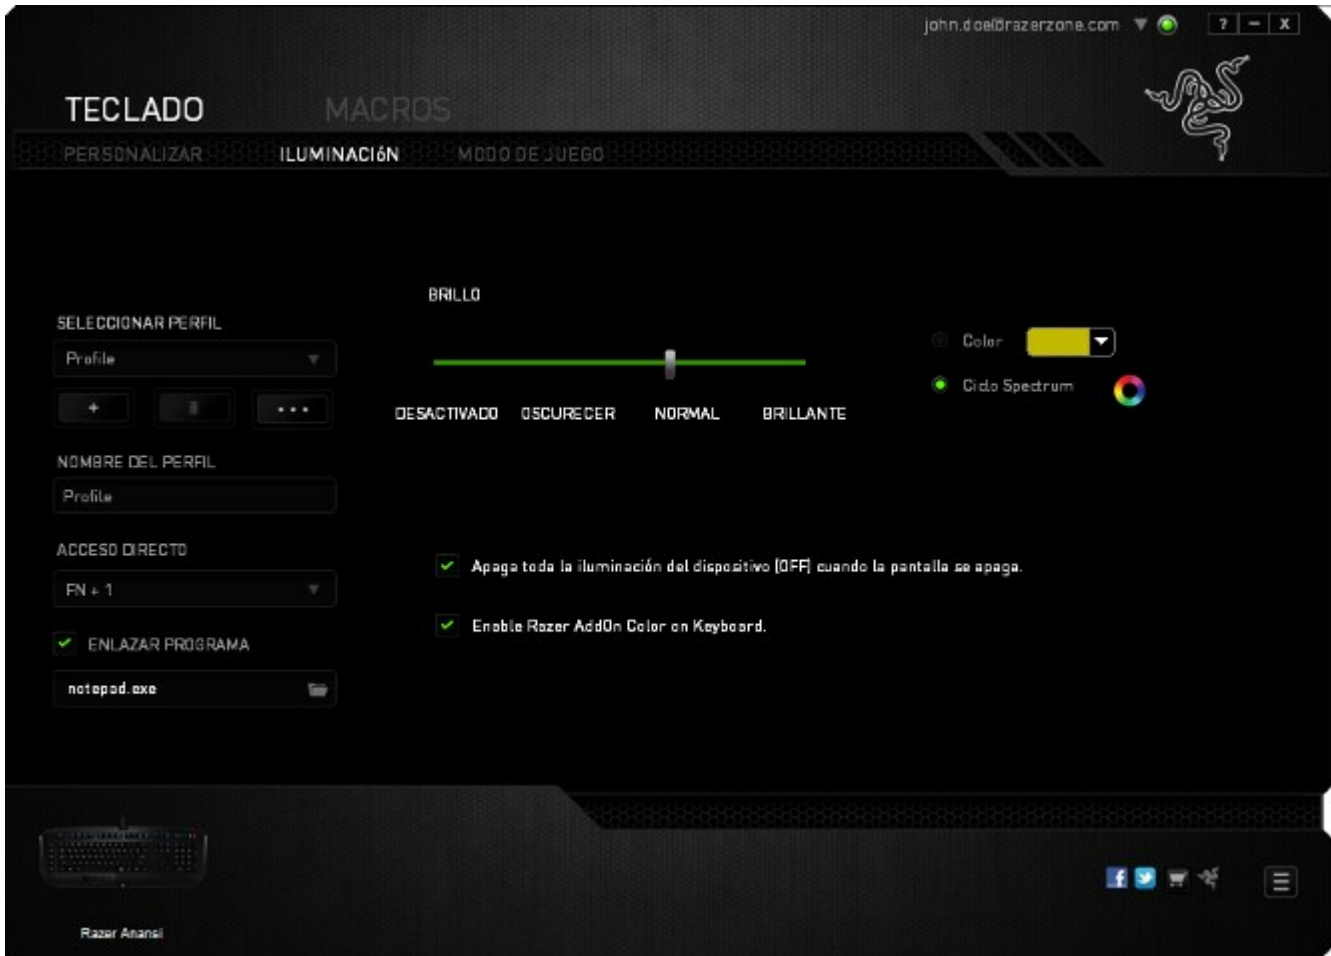 john.doe@razerzone.com
? – X
TECLADO MACROS
PERSONALIZAR ILUMINACIóN MODO DE JUEGO
BRILLO
SELECCIONAR PERFIL
Profile
Color
Ciclo Spectrum
+ ...
DESACTIVADO OSCURECER NORMAL BRILLANTE
NOMBRE DEL PERFIL
Profile
ACCESO DIRECTO
FN + 1
Apaga toda la iluminación del dispositivo (OFF) cuando la pantalla se apaga.
Enable Razer AddOn Color on Keyboard.
ENLAZAR PROGRAMA
notepad.exe
f
Razer Anansi